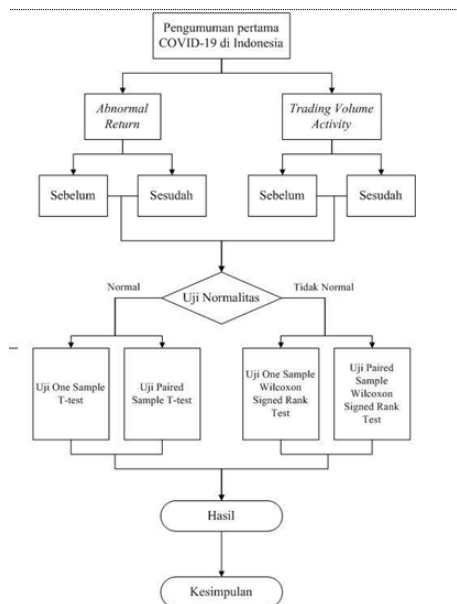 Pengumuman pertama
COVID-19 di Indonesia
Abnormal
Return
Trading Volume
Activity
Sebelum
Sesudah
Sebelum
Sesudah
Normal
Uji Normalitas
Tidak Normal
Uji One Sample
T-test
Uji Paired
Sample T-test
Uji One Sample
Wilcoxon
Signed Rank
Test
Uji Paired
Sample
Wilcoxon
Signed Rank
Test
Hasil
Kesimpulan